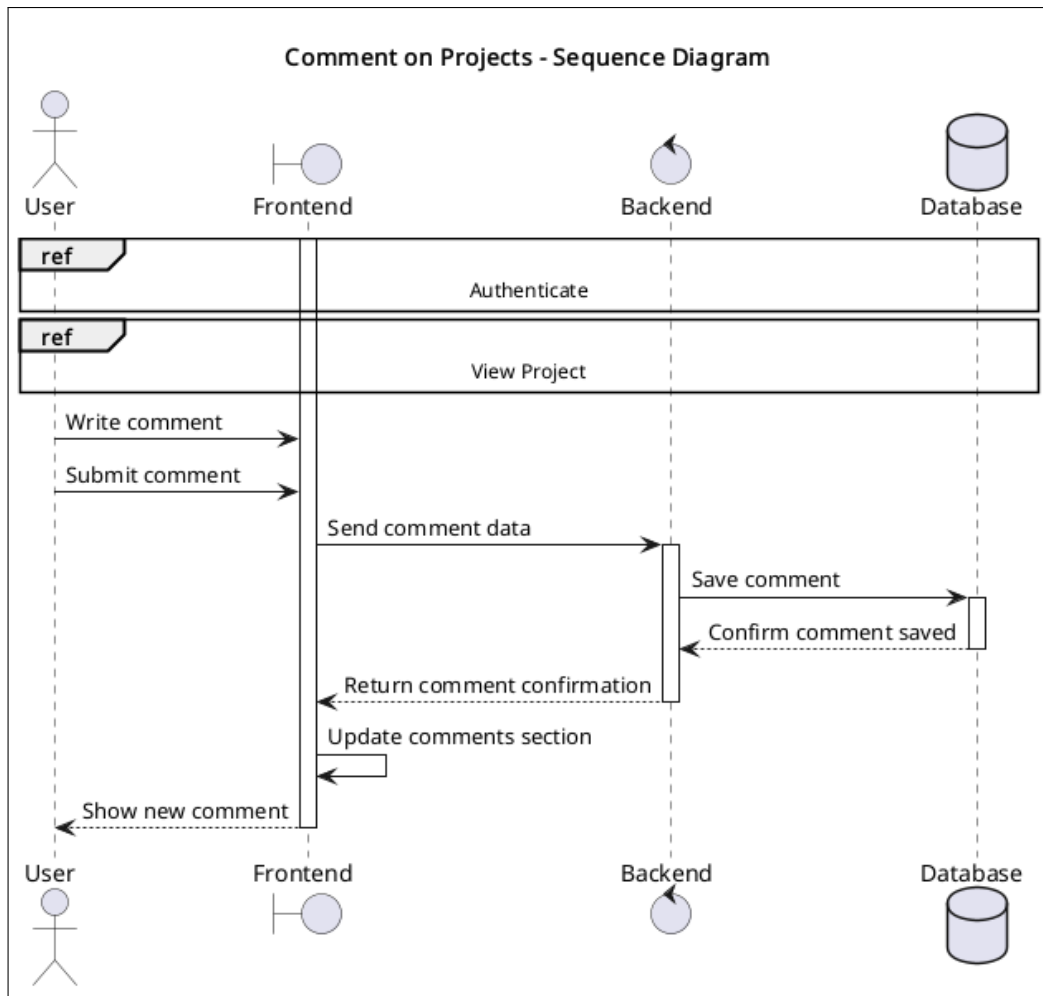 Comment on Projects - Sequence Diagram
User Frontend Backend Database
ref
Authenticate
ref
View Project
Write comment
Submit comment
Send comment data
Save comment
Confirm comment saved
Return comment confirmation
Update comments section
Show new comment
User Frontend Backend Database